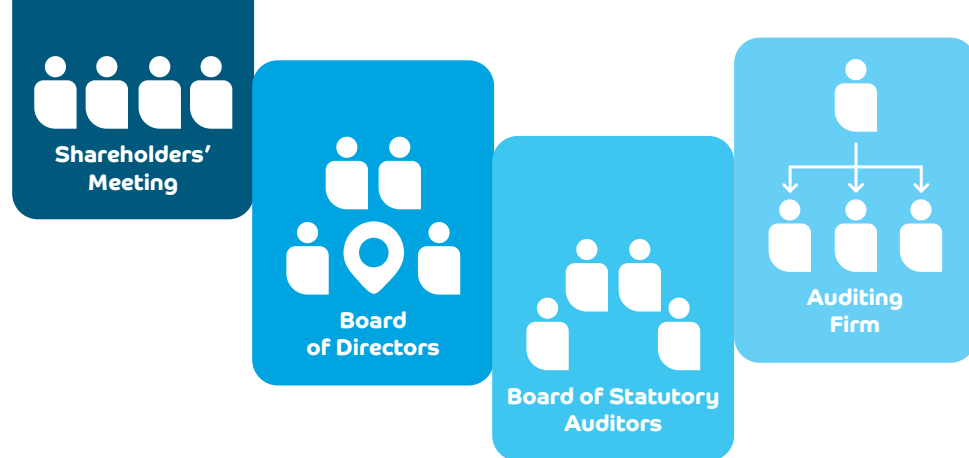 Shareholders’
Meeting
Board
of Directors
Board of Statutory
Auditors
Auditing
Firm